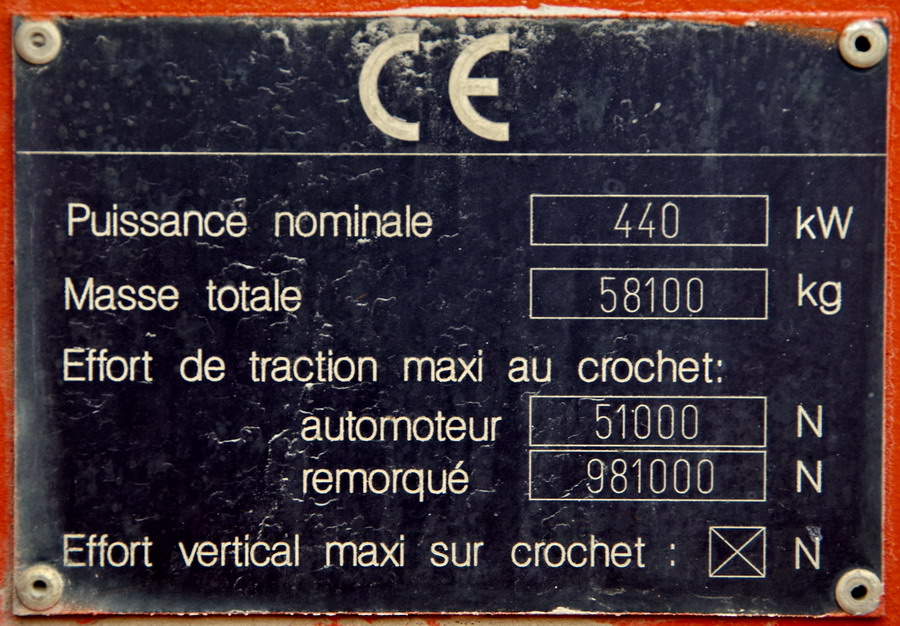 CE
Puissance nominale 440 kW
Masse totale 58100 kg
Effort de traction maxi au crochet:
automoteur 51000 N
remorqué 981000 N
Effort vertical maxi sur crochet : N